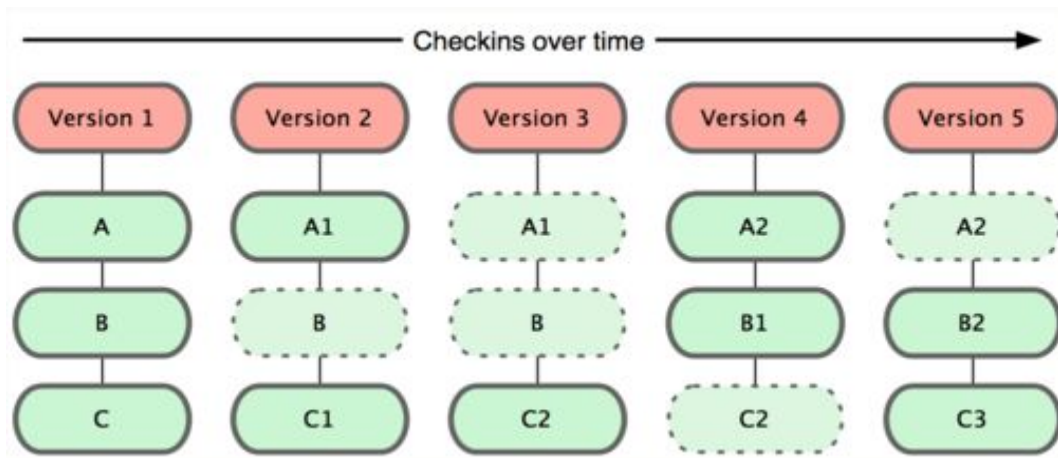 Checkins over time
Version 1 Version 2 Version 3 Version 4 Version 5
A A1 A1 A2 A2
B B B B1 B2
C C1 C2 C2 C3